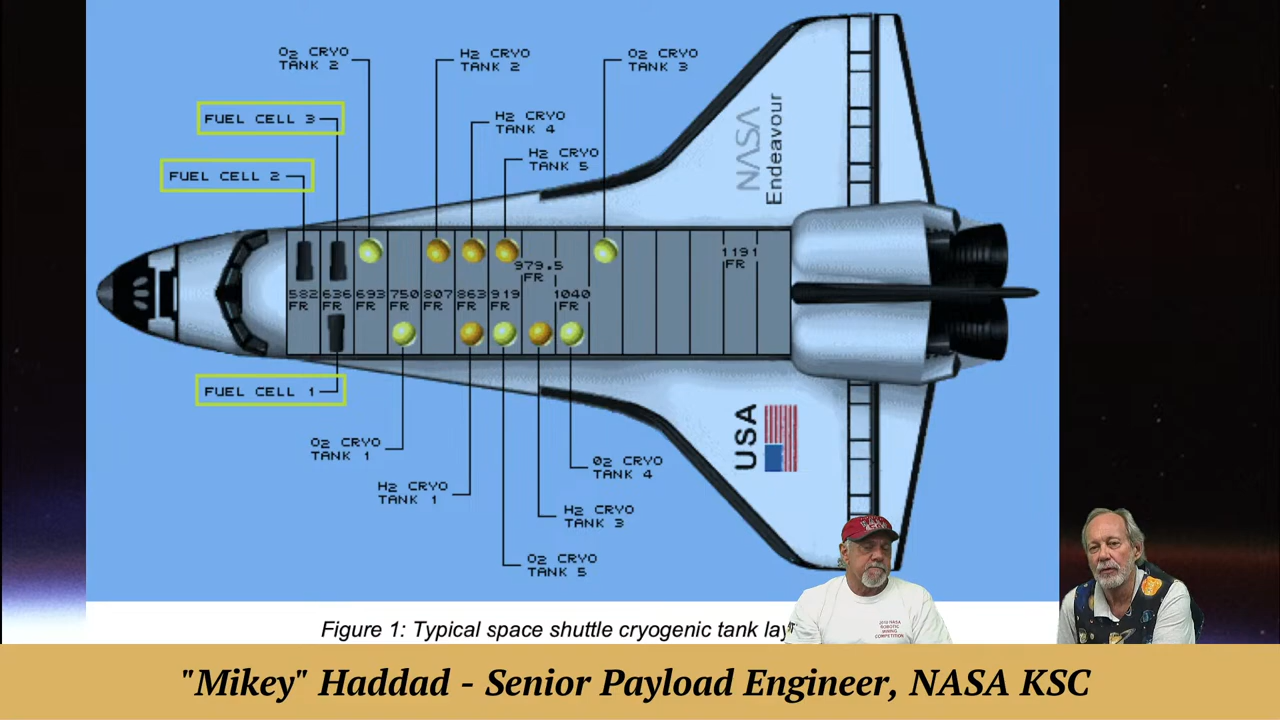 O2 CRYO
TANK 2
H2 CRYO
TANK 2
O2 CRYO
TANK 3
FUEL CELL 3
H2 CRYO
TANK 4
H2 CRYO
TANK 5
FUEL CELL 2
NASA
Endeavour
979.5
FR
1191
FR
582
FR
636
FR
693
FR
750
FR
807
FR
863
FR
919
FR
1040
FR
FUEL CELL 1
O2 CRYO
TANK 1
USA
O2 CRYO
TANK 4
H2 CRYO
TANK 1
H2 CRYO
TANK 3
O2 CRYO
TANK 5
Figure 1: Typical space shuttle cryogenic tank lay
ROBOTIC
MINING
COMPETITION
"Mikey" Haddad - Senior Payload Engineer, NASA KSC